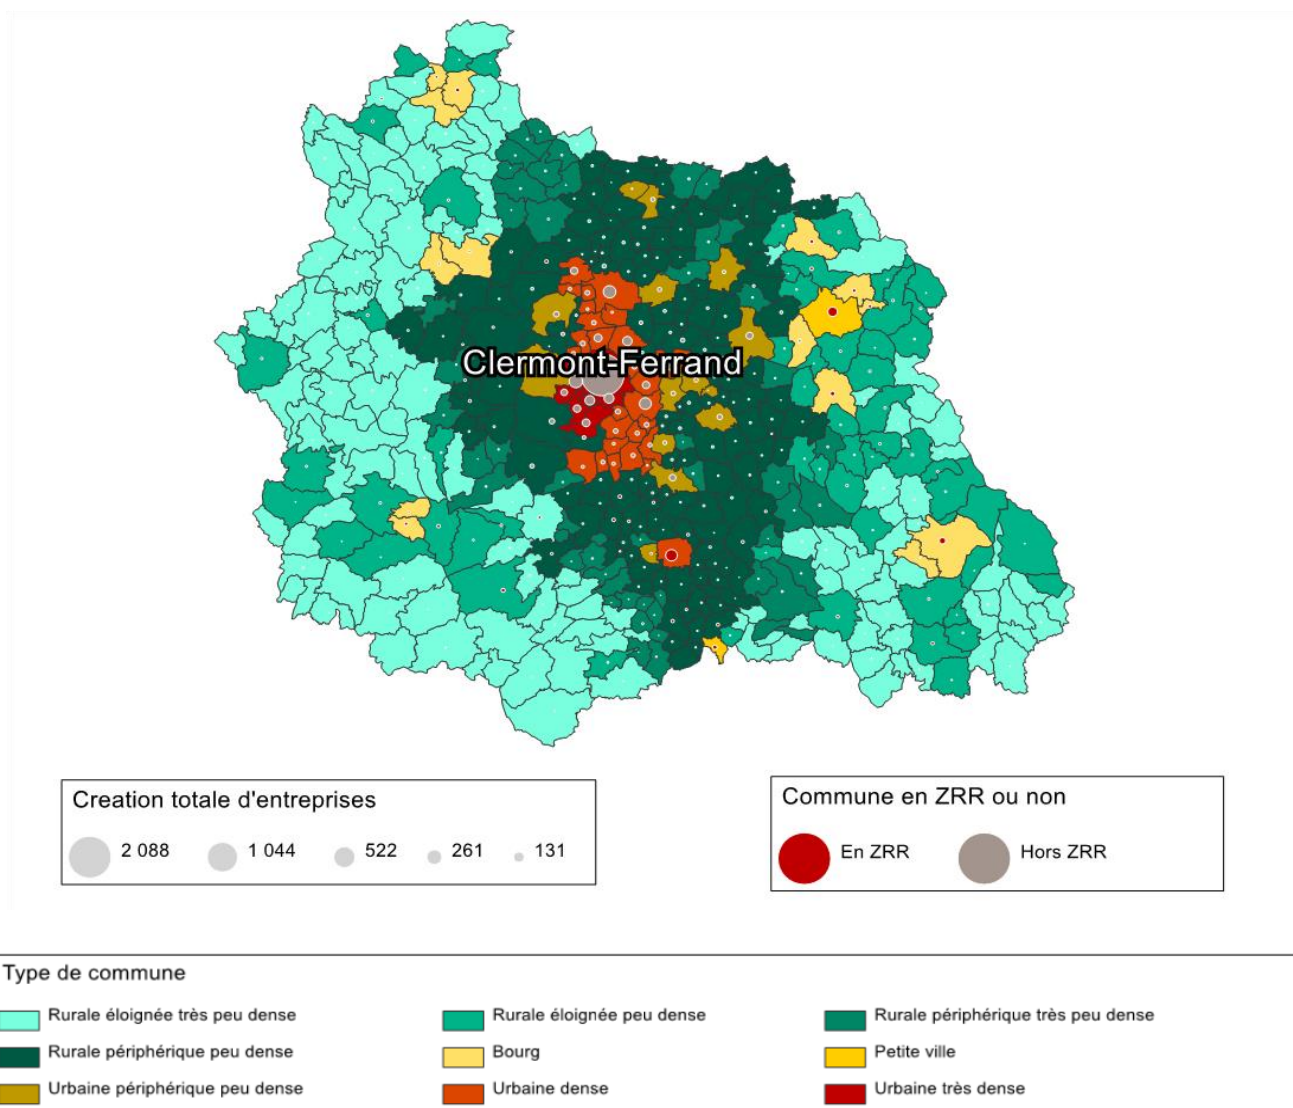 Clermont-Ferrand
Creation totale d'entreprises
2 088 1 044 522 261 131
Commune en ZRR ou non
En ZRR Hors ZRR
Type de commune
Rurale éloignée très peu dense Rurale éloignée peu dense Rurale périphérique très peu dense
Rurale périphérique peu dense Bourg Petite ville
Urbaine périphérique peu dense Urbaine dense Urbaine très dense